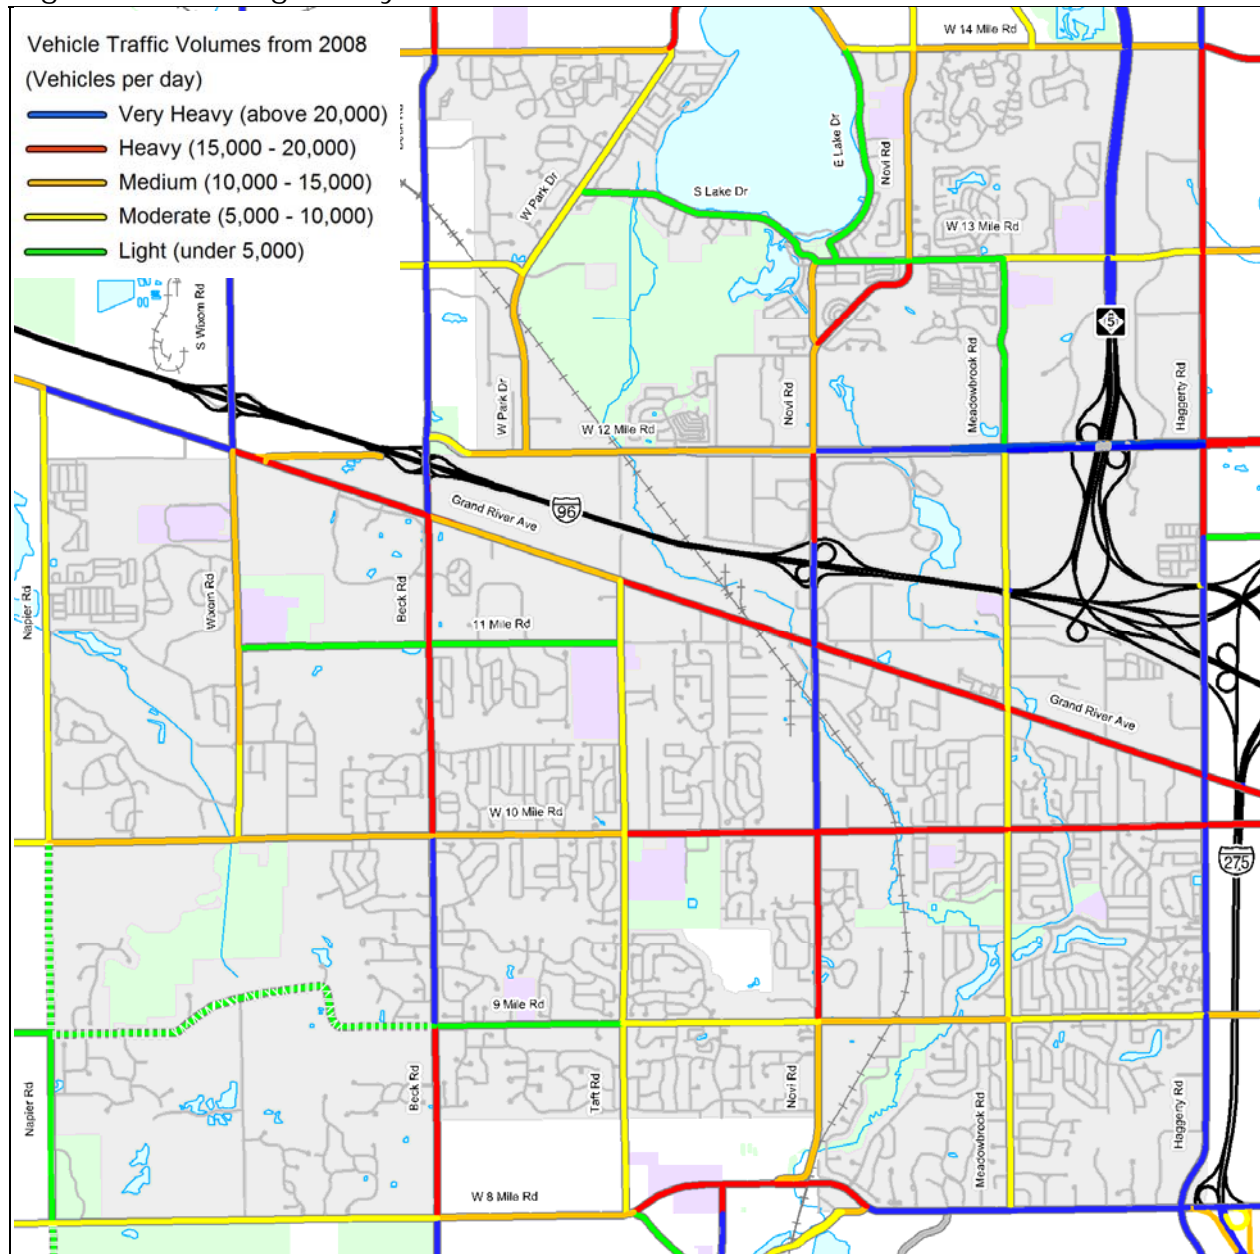 Vehicle Traffic Volumes from 2008
(Vehicles per day)
Very Heavy (above 20,000)
Heavy (15,000 - 20,000)
Medium (10,000 - 15,000)
Moderate (5,000 - 10,000)
Light (under 5,000)
W 14 Mile Rd
E Lake Dr
Novi Rd
S Lake Dr
W Park Dr
W 13 Mile Rd
S Wixom Rd
5
W Park Dr
Novi Rd
Meadowbrook Rd
Haggerty Rd
W 12 Mile Rd
Grand River Ave
96
Napier Rd
Wixom Rd
Beck Rd
11 Mile Rd
Grand River Ave
W 10 Mile Rd
275
9 Mile Rd
Napier Rd
Beck Rd
Taft Rd
Novi Rd
Meadowbrook Rd
Haggerty Rd
W 8 Mile Rd